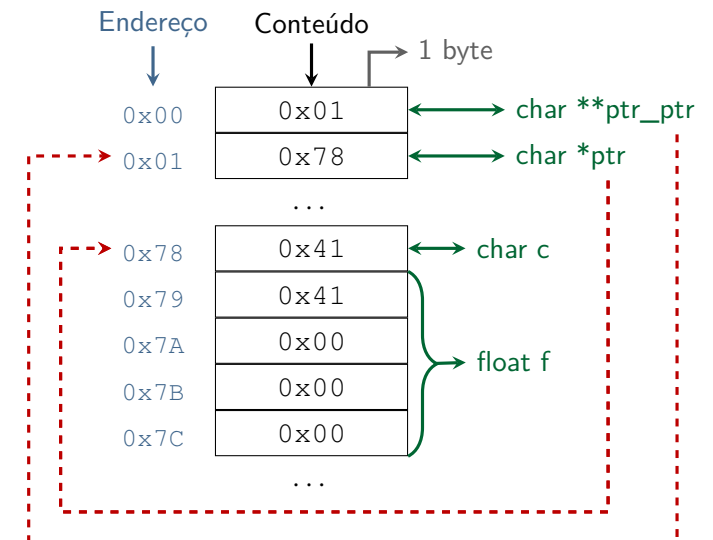 Endereço Conteúdo
1 byte
0x00 0x01 char **ptr_ptr
0x01 0x78 char *ptr
...
0x78 0x41 char c
0x79 0x41
0x7A 0x00
float f
0x7B 0x00
0x7C 0x00
...